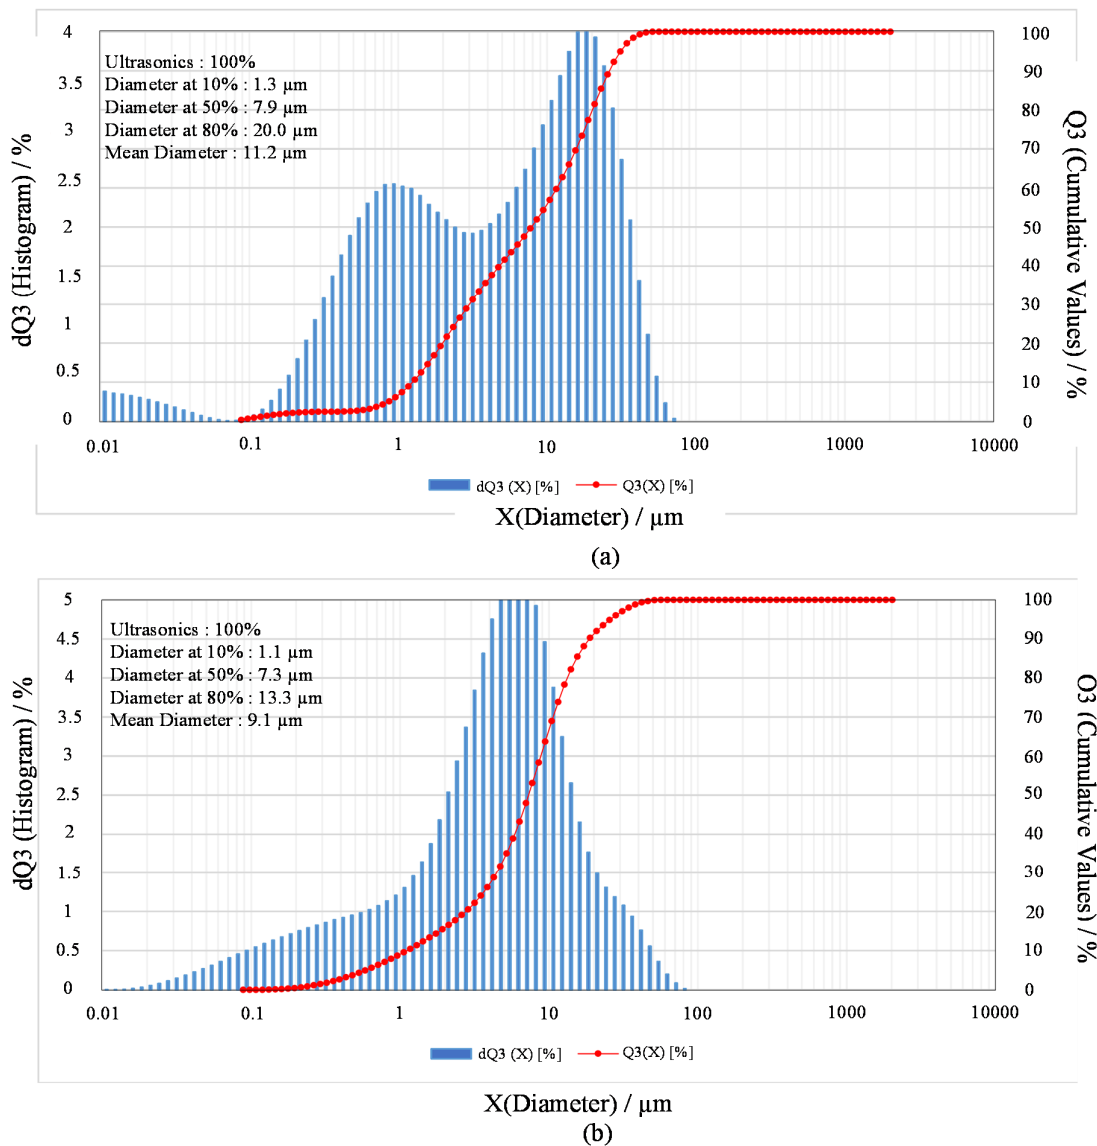 4
3.5
3
2.5
2
1.5
1
0.5
0
dQ3 (Histogram) / %
Ultrasonics : 100%
Diameter at 10% : 1.3 µm
Diameter at 50% : 7.9 µm
Diameter at 80% : 20.0 µm
Mean Diameter : 11.2 µm
100
90
80
70
60
50
40
30
20
10
0
Q3 (Cumulative Values) / %
0.01 0.1 1 10 100 1000 10000
dQ3 (X) [%] Q3(X) [%]
X(Diameter) / µm
(a)
5
4.5
4
3.5
3
2.5
2
1.5
1
0.5
0
dQ3 (Histogram) / %
Ultrasonics : 100%
Diameter at 10%: 1.1 µm
Diameter at 50% : 7.3 µm
Diameter at 80% : 13.3 µm
Mean Diameter : 9.1 µm
100
90
80
70
60
50
40
30
20
10
0
O3 (Cumulative Values) / %
0.01 0.1 1 10 100 1000 10000
dQ3 (X) [%] Q3(X) [%]
X(Diameter) / µm
(b)